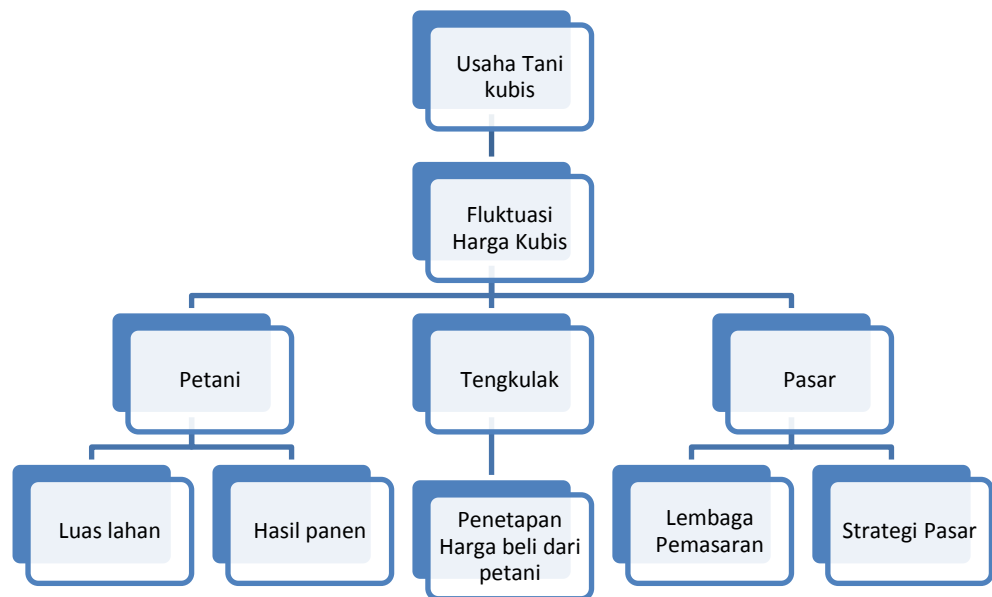 Usaha Tani
kubis
Fluktuasi
Harga Kubis
Petani
Tengkulak
Pasar
Luas lahan
Hasil panen
Penetapan
Harga beli dari
petani
Lembaga
Pemasaran
Strategi Pasar